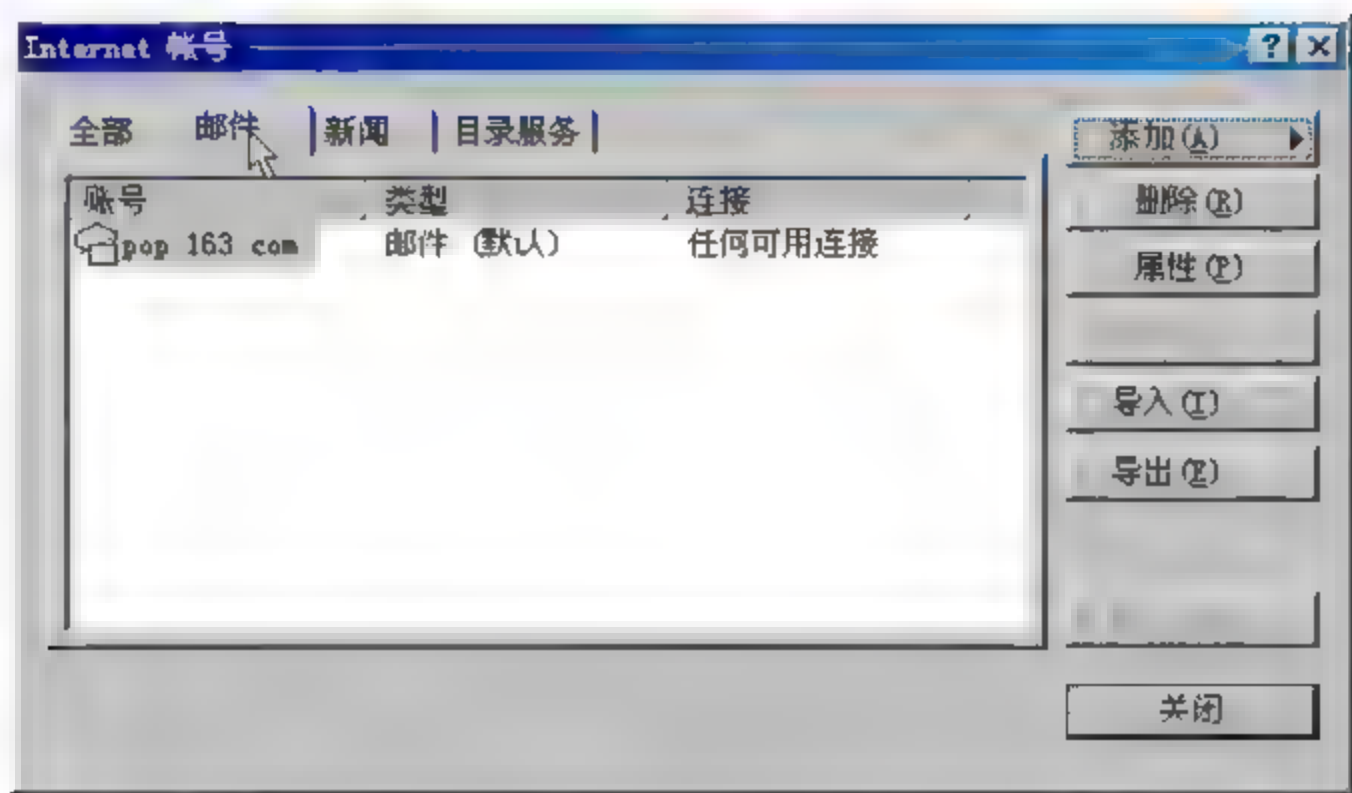 Internet 帐号
全部 邮件 新闻 目录服务
账号 类型 连接
pop 163 com 邮件 (默认) 任何可用连接
添加(A)
删除(R)
属性(P)
导入(I)
导出(E)
关闭